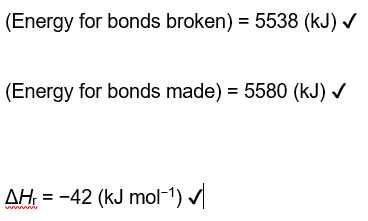 (Energy for bonds broken) = 5538 (kJ) ✓
(Energy for bonds made) = 5580 (kJ) ✓
ΔHᵣ = −42 (kJ mol⁻¹) ✓